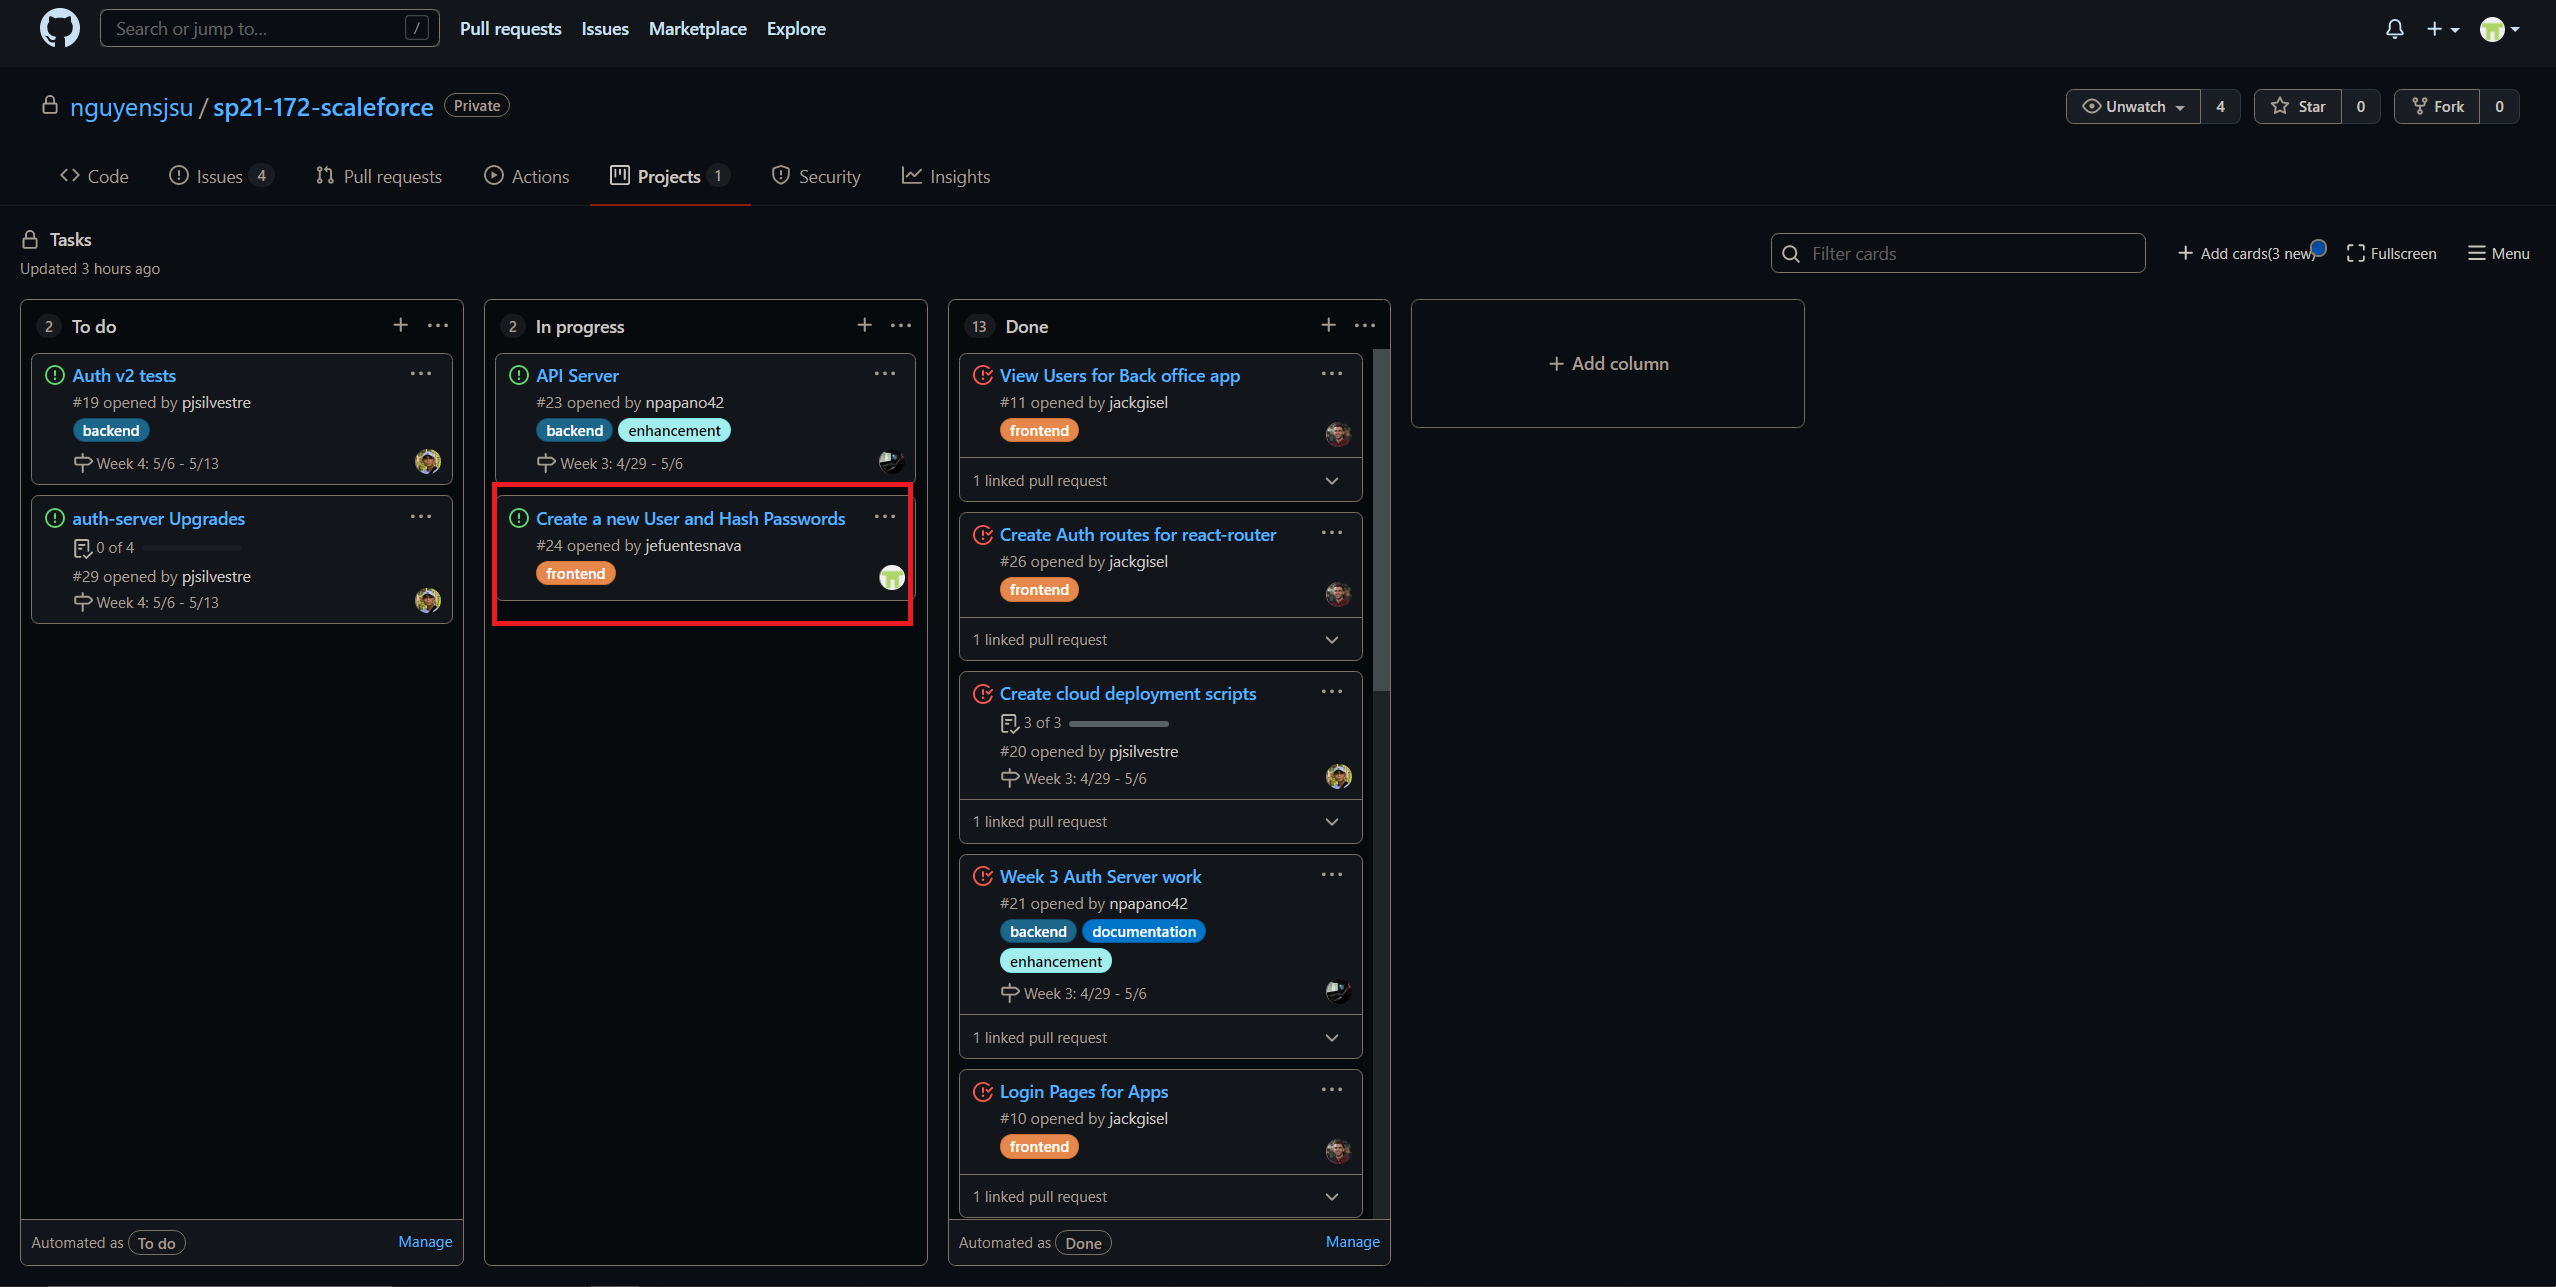 Search or jump to...
/
Pull requests
Issues
Marketplace
Explore
nguyensjsu / sp21-172-scaleforce
Private
Unwatch
4
Star
0
Fork
0
Code
Issues 4
Pull requests
Actions
Projects 1
Security
Insights
Tasks
Updated 3 hours ago
Filter cards
Add cards(3 new)
Fullscreen
Menu
2 To do
Auth v2 tests
#19 opened by pjsilvestre
backend
Week 4: 5/6 - 5/13
auth-server Upgrades
0 of 4
#29 opened by pjsilvestre
Week 4: 5/6 - 5/13
Automated as To do
Manage
2 In progress
API Server
#23 opened by npapano42
backend enhancement
Week 3: 4/29 - 5/6
Create a new User and Hash Passwords
#24 opened by jefuentesnava
frontend
13 Done
View Users for Back office app
#11 opened by jackgisel
frontend
1 linked pull request
Create Auth routes for react-router
#26 opened by jackgisel
frontend
1 linked pull request
Create cloud deployment scripts
3 of 3
#20 opened by pjsilvestre
Week 3: 4/29 - 5/6
1 linked pull request
Week 3 Auth Server work
#21 opened by npapano42
backend documentation
enhancement
Week 3: 4/29 - 5/6
1 linked pull request
Login Pages for Apps
#10 opened by jackgisel
frontend
1 linked pull request
Automated as Done
Manage
Add column